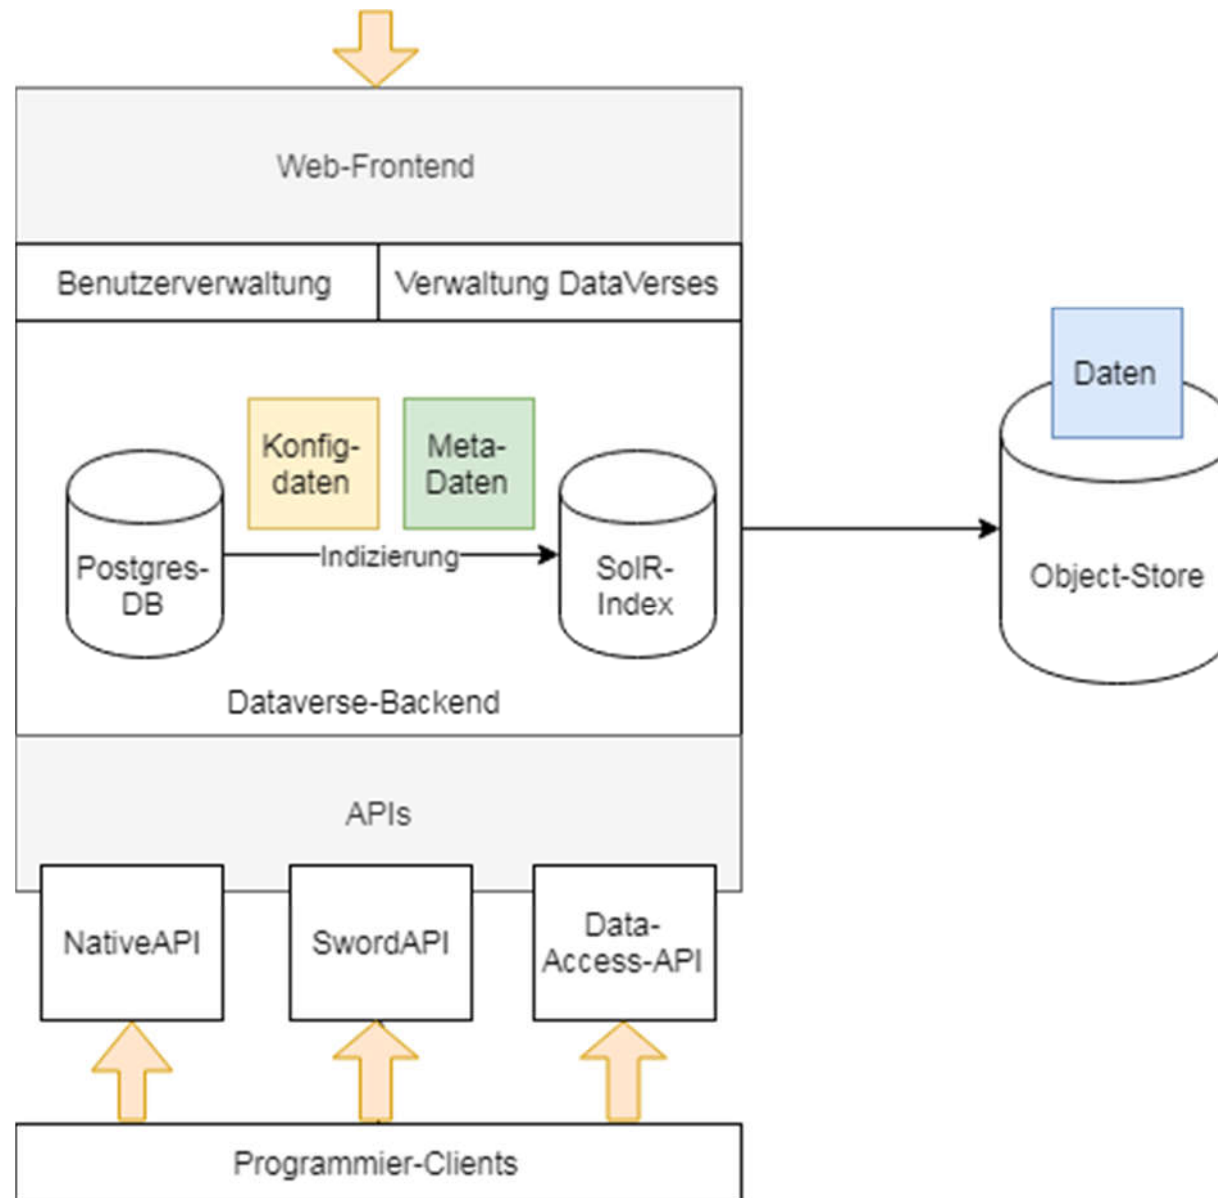 Web-Frontend
Benutzerverwaltung
Verwaltung DataVerses
Daten
Konfig-
daten
Meta-
Daten
Indizierung
Postgres-
DB
SolR-
Index
Object-Store
Dataverse-Backend
APIs
NativeAPI
SwordAPI
Data-
Access-API
Programmier-Clients